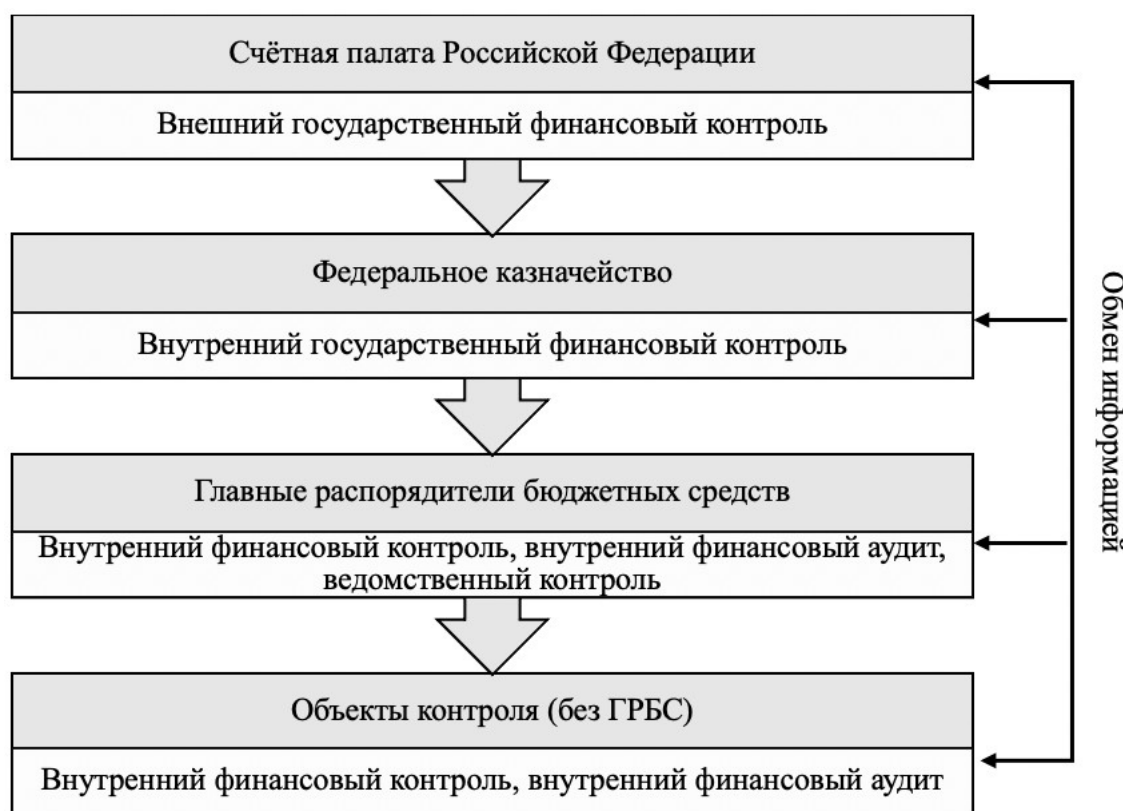 Счётная палата Российской Федерации
Внешний государственный финансовый контроль
Федеральное казначейство
Внутренний государственный финансовый контроль
Главные распорядители бюджетных средств
Внутренний финансовый контроль, внутренний финансовый аудит,
ведомственный контроль
Объекты контроля (без ГРБС)
Внутренний финансовый контроль, внутренний финансовый аудит
Обмен информацией